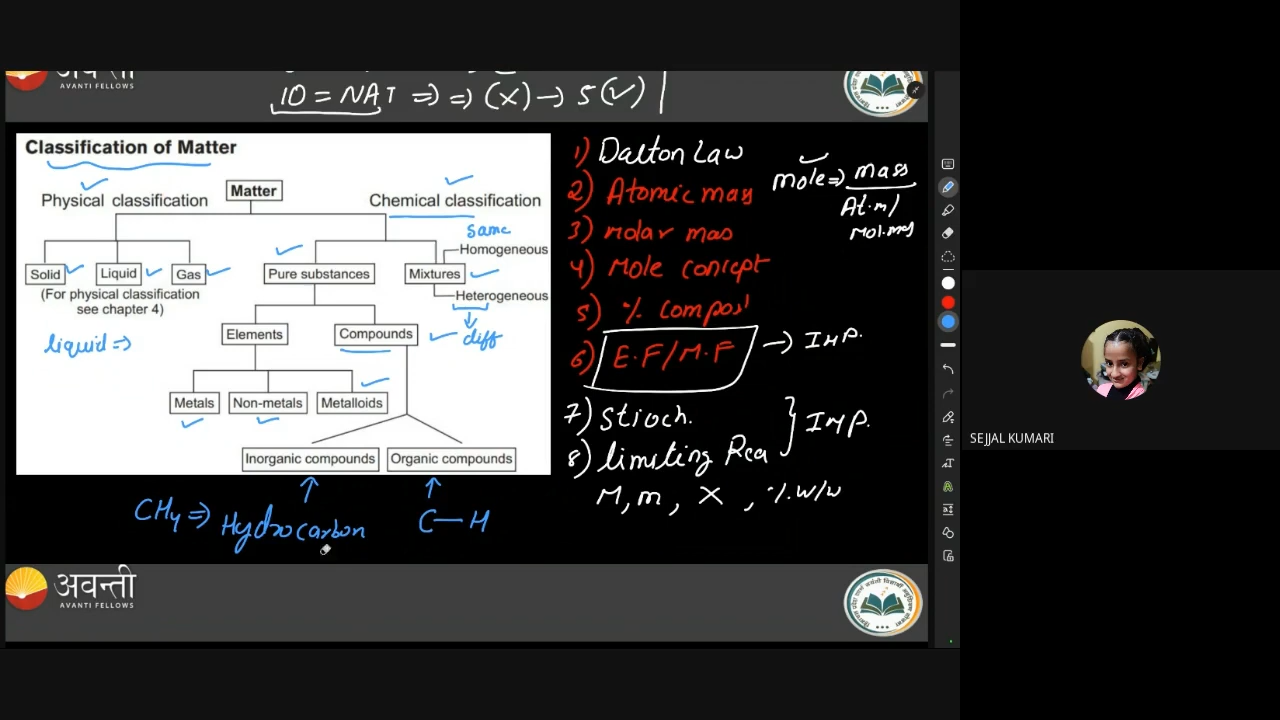 अवन्ती
AVANTI FELLOWS
10 = NAT ⇒ ⇒ (X) → 5 (✓)
Classification of Matter
Physical classification
Matter
Chemical classification
same
Homogeneous
Solid
Liquid
Gas
Pure substances
Mixtures
(For physical classification
see chapter 4)
Heterogeneous
liquid ⇒
Elements
Compounds
diff
Metals
Non-metals
Metalloids
Inorganic compounds
Organic compounds
CH4 ⇒ Hydrocarbon
C — H
1) Dalton Law
2) Atomic mass
3) Molar mas
4) Mole concept
5) %
6) E.F/M.F → IMP.
7) Stioch.
8) limiting Rea
} IMP.
M, m, X, %.w/w
mole ⇒ mass
At.m/
Mol.mas
अवन्ती
AVANTI FELLOWS
SEJJAL KUMARI